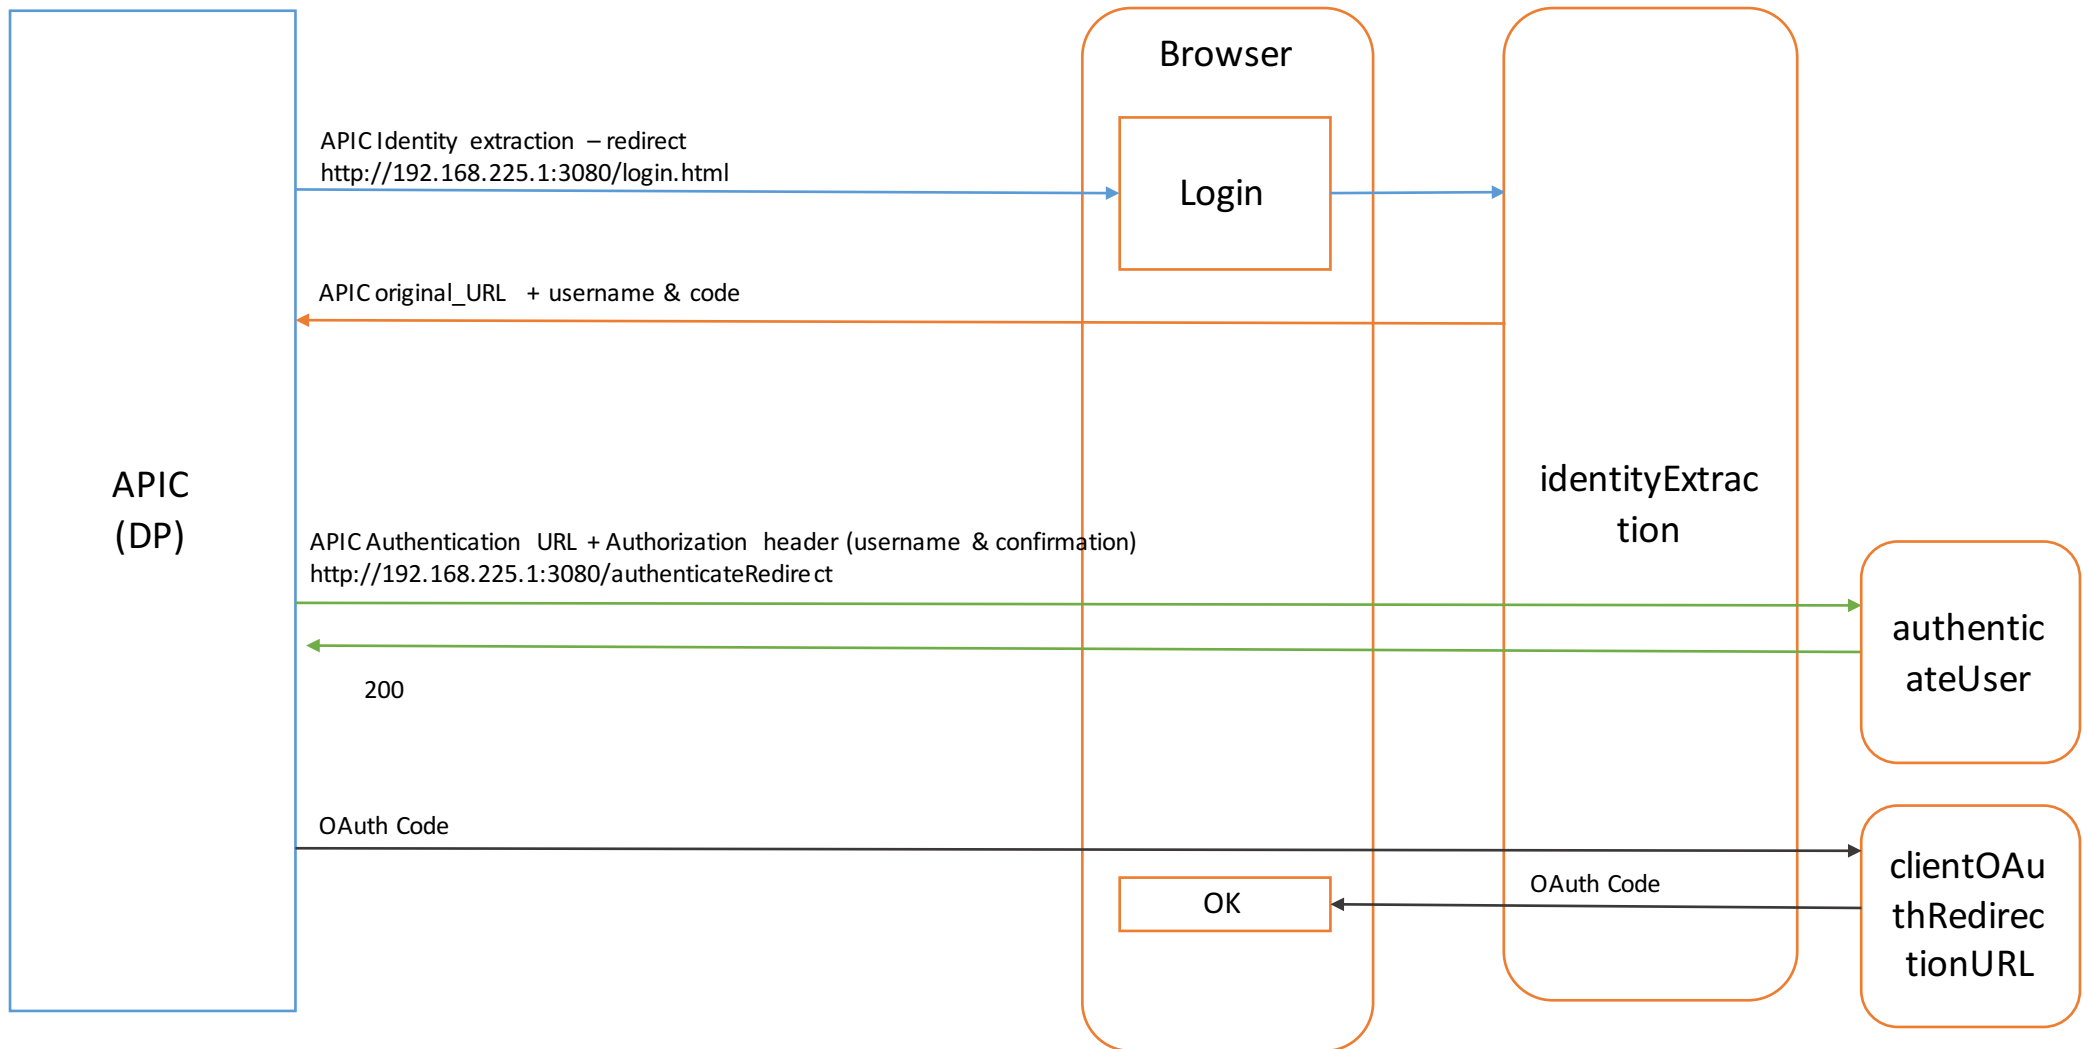 Browser
APIC Identity extraction – redirect
http://192.168.225.1:3080/login.html
Login
APIC original_URL + username & code
APIC
(DP)
identityExtrac
tion
APIC Authentication URL + Authorization header (username & confirmation)
http://192.168.225.1:3080/authenticateRedirect
authentic
ateUser
200
OAuth Code
clientOAu
thRedirec
tionURL
OAuth Code
OK